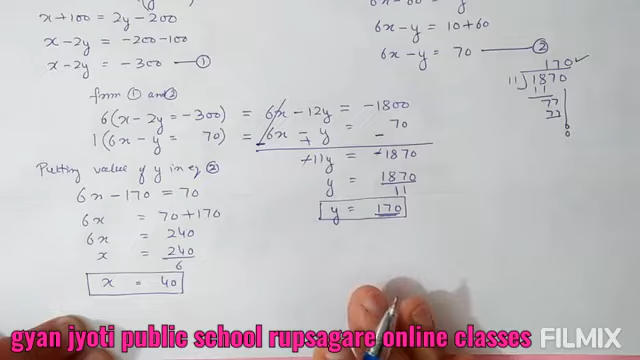 x+100 = 2y-200
x-2y = -200-100
x-2y = -300 ——①
6x-y = 10+60
6x-y = 70 ——②
170✓
11)1870
11
77
77
0
0
from ① and ②
6(x-2y = -300) = 6x-12y = -1800
1(6x-y = 70) = 6x - y = 70
- + -
-11y = -1870
y = 1870
11
y = 170
Putting value of y in eq ②
6x-170 = 70
6x = 70+170
6x = 240
x = 240
6
x = 40
gyan jyoti public school rupsagare online classes
FILMIX